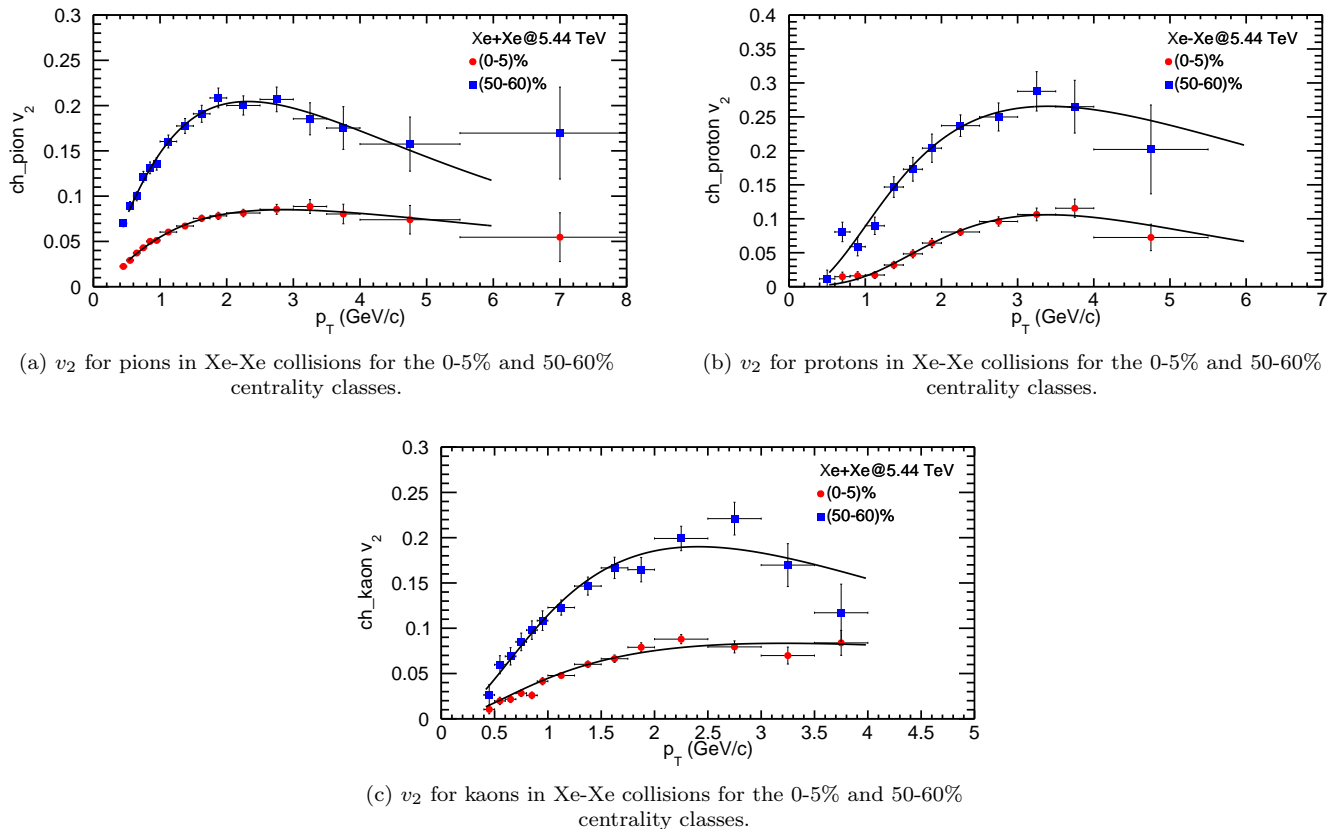 0.3
0.25
0.2
0.15
0.1
0.05
0
ch_pion v2
Xe+Xe@5.44 TeV
(0-5)%
(50-60)%
0 1 2 3 4 5 6 7 8
p_T (GeV/c)
(a) v2 for pions in Xe-Xe collisions for the 0-5% and 50-60%
centrality classes.
0.4
0.35
0.3
0.25
0.2
0.15
0.1
0.05
0
ch_proton v2
Xe-Xe@5.44 TeV
(0-5)%
(50-60)%
0 1 2 3 4 5 6 7
p_T (GeV/c)
(b) v2 for protons in Xe-Xe collisions for the 0-5% and 50-60%
centrality classes.
0.3
0.25
0.2
0.15
0.1
0.05
0
ch_kaon v2
Xe+Xe@5.44 TeV
(0-5)%
(50-60)%
0 0.5 1 1.5 2 2.5 3 3.5 4 4.5 5
p_T (GeV/c)
(c) v2 for kaons in Xe-Xe collisions for the 0-5% and 50-60%
centrality classes.